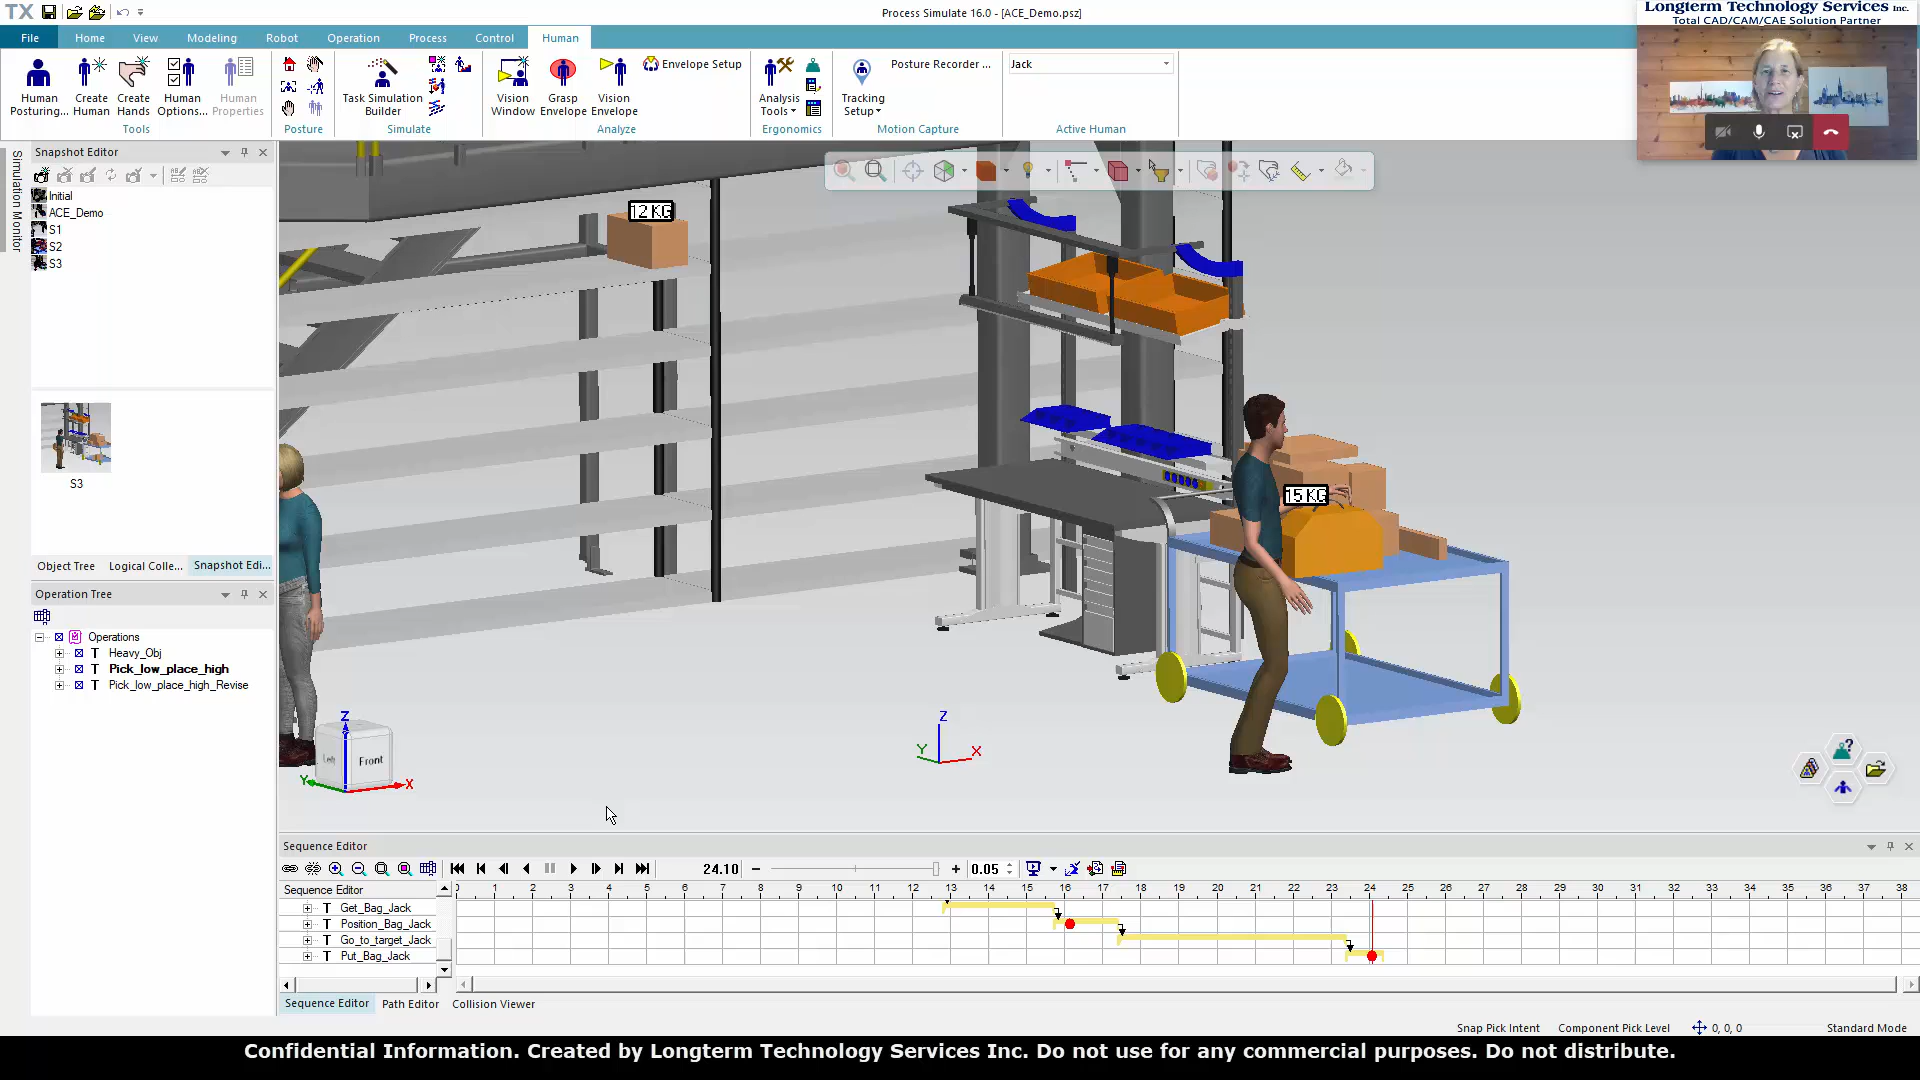 TX
Process Simulate 16.0 - [ACE_Demo.psz]
Longterm Technology Services Inc.
Total CAD/CAM/CAE Solution Partner
File Home View Modeling Robot Operation Process Simulate Control Human
Human Posturing...
Create Human
Create Hands
Human Options...
Human Properties
Tools
Posture
Task Simulation Builder
Simulate
Vision Window
Grasp Envelope
Vision Envelope
Envelope Setup
Analyze
Analysis Tools
Ergonomics
Tracking Setup
Posture Recorder ...
Motion Capture
Jack
Active Human
Simulation Monitor
Snapshot Editor
Initial
ACE_Demo
S1
S2
S3
S3
Object Tree Logical Colle... Snapshot Edi...
Operation Tree
Operations
T Heavy_Obj
T Pick_low_place_high
T Pick_low_place_high_Revise
12 KG
15 KG
Z
Y X
Left Front
Z
Y X
Sequence Editor
24.10 0.05
Sequence Editor 0 1 2 3 4 5 6 7 8 9 10 11 12 13 14 15 16 17 18 19 20 21 22 23 24 25 26 27 28 29 30 31 32 33 34 35 36 37 38
T Get_Bag_Jack
T Position_Bag_Jack
T Go_to_target_Jack
T Put_Bag_Jack
Sequence Editor Path Editor Collision Viewer
Snap Pick Intent Component Pick Level 0, 0, 0 Standard Mode
Confidential Information. Created by Longterm Technology Services Inc. Do not use for any commercial purposes. Do not distribute.